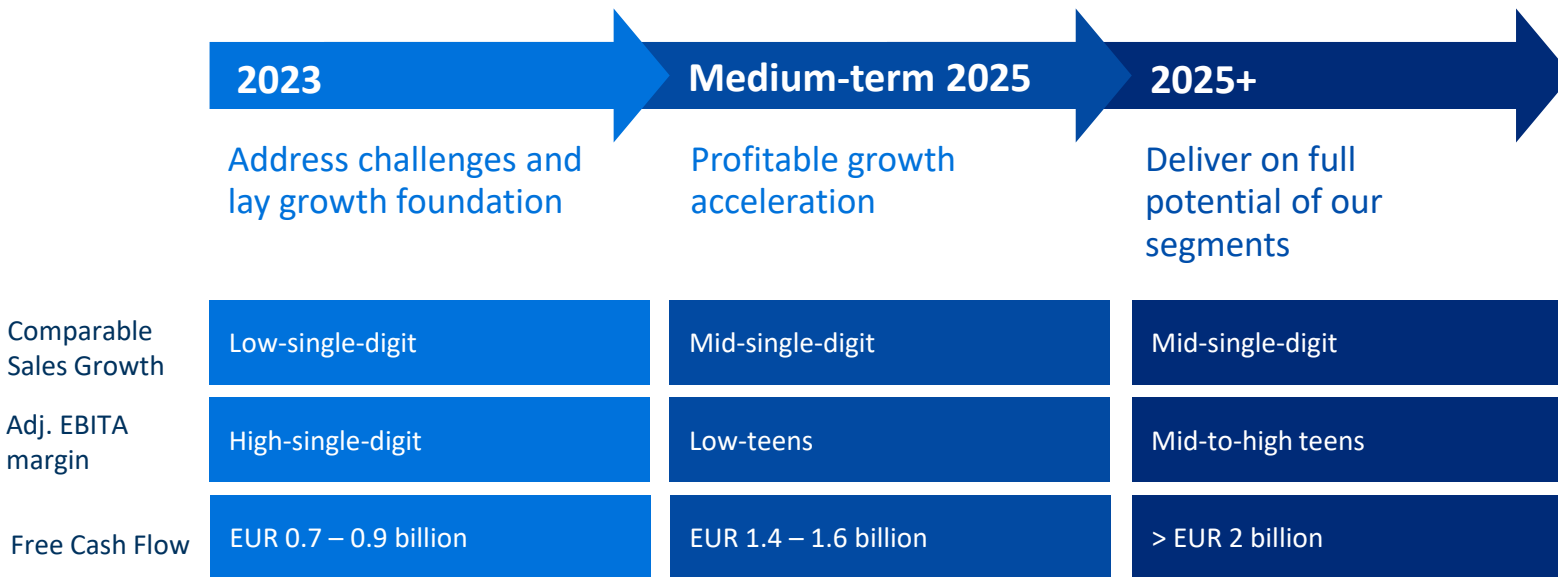 2023
Medium-term 2025
2025+
Address challenges and
lay growth foundation
Profitable growth
acceleration
Deliver on full
potential of our
segments
Comparable
Sales Growth
Low-single-digit
Mid-single-digit
Mid-single-digit
Adj. EBITA
margin
High-single-digit
Low-teens
Mid-to-high teens
Free Cash Flow
EUR 0.7 – 0.9 billion
EUR 1.4 – 1.6 billion
> EUR 2 billion